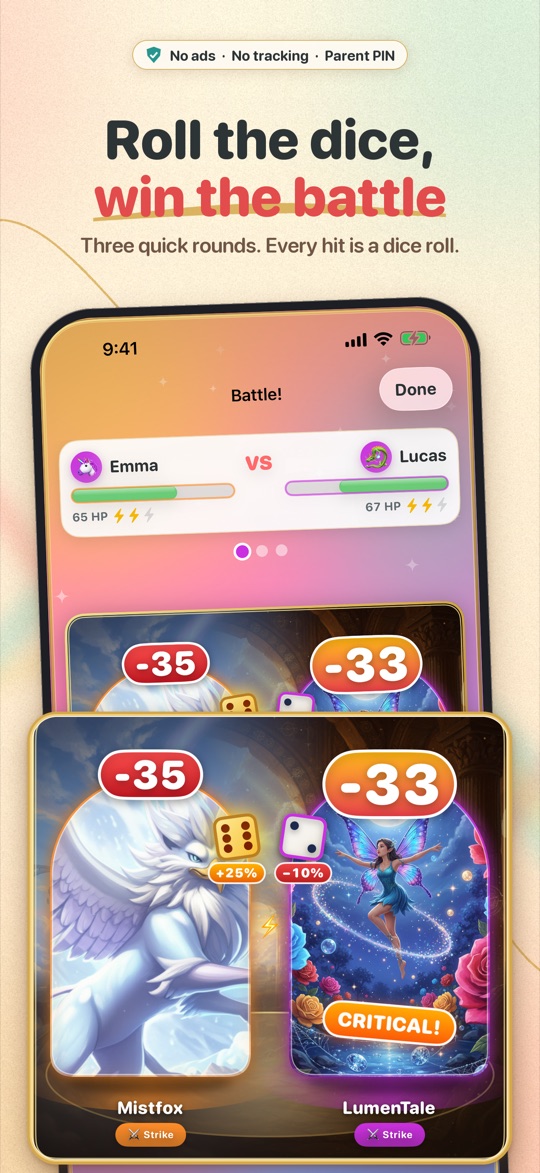 No ads · No tracking · Parent PIN
Roll the dice,
win the battle
Three quick rounds. Every hit is a dice roll.
9:41
Battle!
Done
Emma
VS
Lucas
65 HP
67 HP
-35
-33
-35
-33
+25%
-10%
CRITICAL!
Mistfox
LumenTale
Strike
Strike